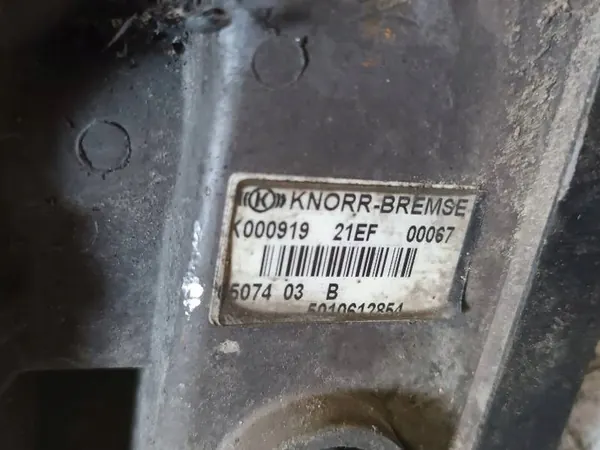 ((K)) KNORR-BREMSE
K000919 21EF 00067
5074 03 B
5010612854